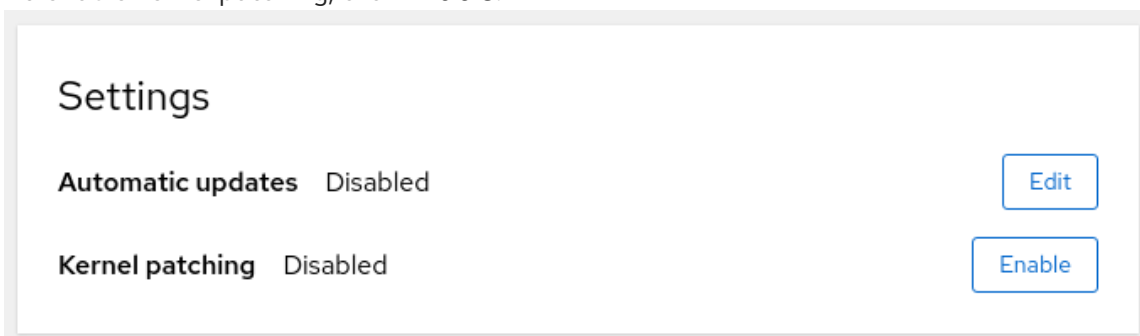 Settings
Automatic updates Disabled Edit
Kernel patching Disabled Enable